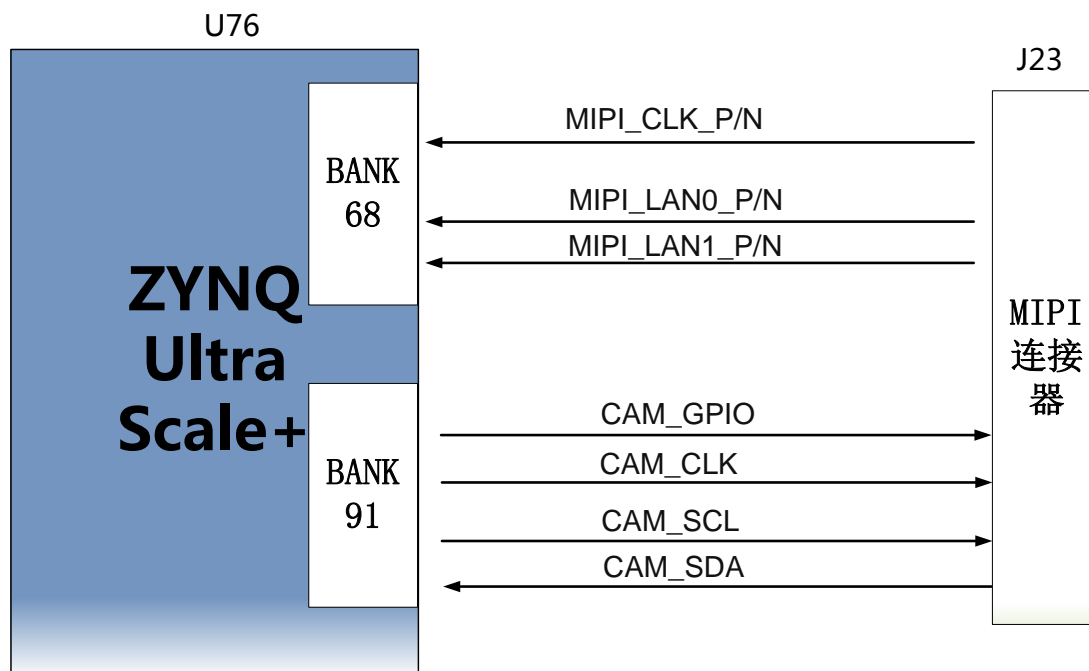 U76
J23
MIPI_CLK_P/N
BANK
68
MIPI_LAN0_P/N
MIPI_LAN1_P/N
ZYNQ
Ultra
Scale+
MIPI
连接
器
BANK
91
CAM_GPIO
CAM_CLK
CAM_SCL
CAM_SDA